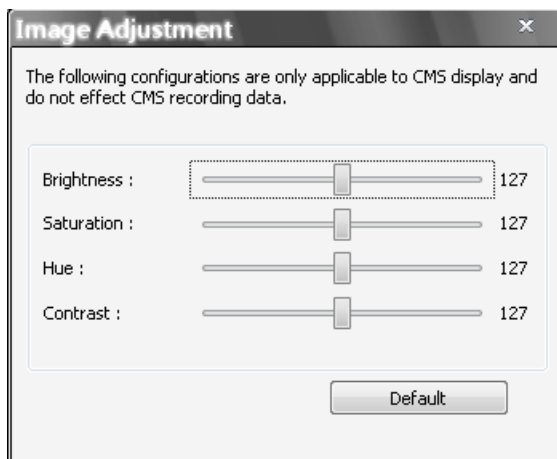 Image Adjustment
The following configurations are only applicable to CMS display and
do not effect CMS recording data.
Brightness : 127
Saturation : 127
Hue : 127
Contrast : 127
Default